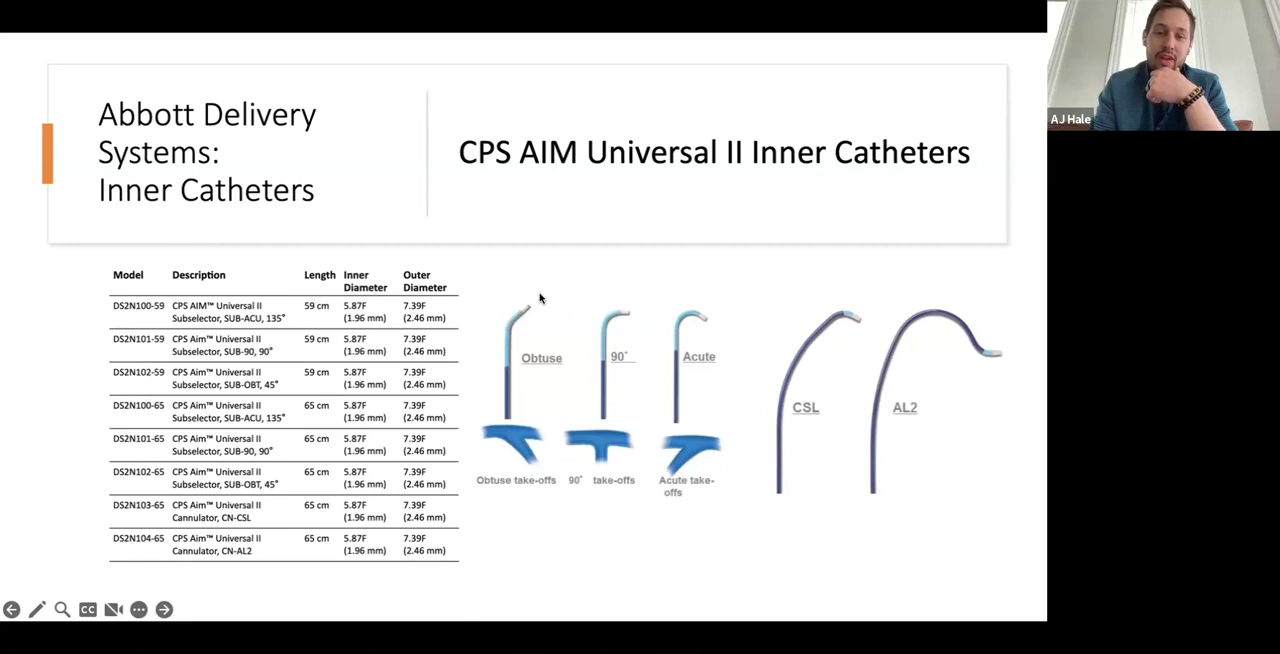 Abbott Delivery
Systems:
Inner Catheters
CPS AIM Universal II Inner Catheters
AJ Hale
Model Description Length Inner Diameter Outer Diameter
DS2N100-59 CPS AIM™ Universal II 59 cm 5.87F 7.39F
Subselector, SUB-ACU, 135° (1.96 mm) (2.46 mm)
DS2N101-59 CPS Aim™ Universal II 59 cm 5.87F 7.39F
Subselector, SUB-90, 90° (1.96 mm) (2.46 mm)
DS2N102-59 CPS Aim™ Universal II 59 cm 5.87F 7.39F
Subselector, SUB-OBT, 45° (1.96 mm) (2.46 mm)
DS2N100-65 CPS Aim™ Universal II 65 cm 5.87F 7.39F
Subselector, SUB-ACU, 135° (1.96 mm) (2.46 mm)
DS2N101-65 CPS Aim™ Universal II 65 cm 5.87F 7.39F
Subselector, SUB-90, 90° (1.96 mm) (2.46 mm)
DS2N102-65 CPS Aim™ Universal II 65 cm 5.87F 7.39F
Subselector, SUB-OBT, 45° (1.96 mm) (2.46 mm)
DS2N103-65 CPS Aim™ Universal II 65 cm 5.87F 7.39F
Cannulator, CN-CSL (1.96 mm) (2.46 mm)
DS2N104-65 CPS Aim™ Universal II 65 cm 5.87F 7.39F
Cannulator, CN-AL2 (1.96 mm) (2.46 mm)
Obtuse 90° Acute
CSL AL2
Obtuse take-offs 90° take-offs Acute take-
offs
CC